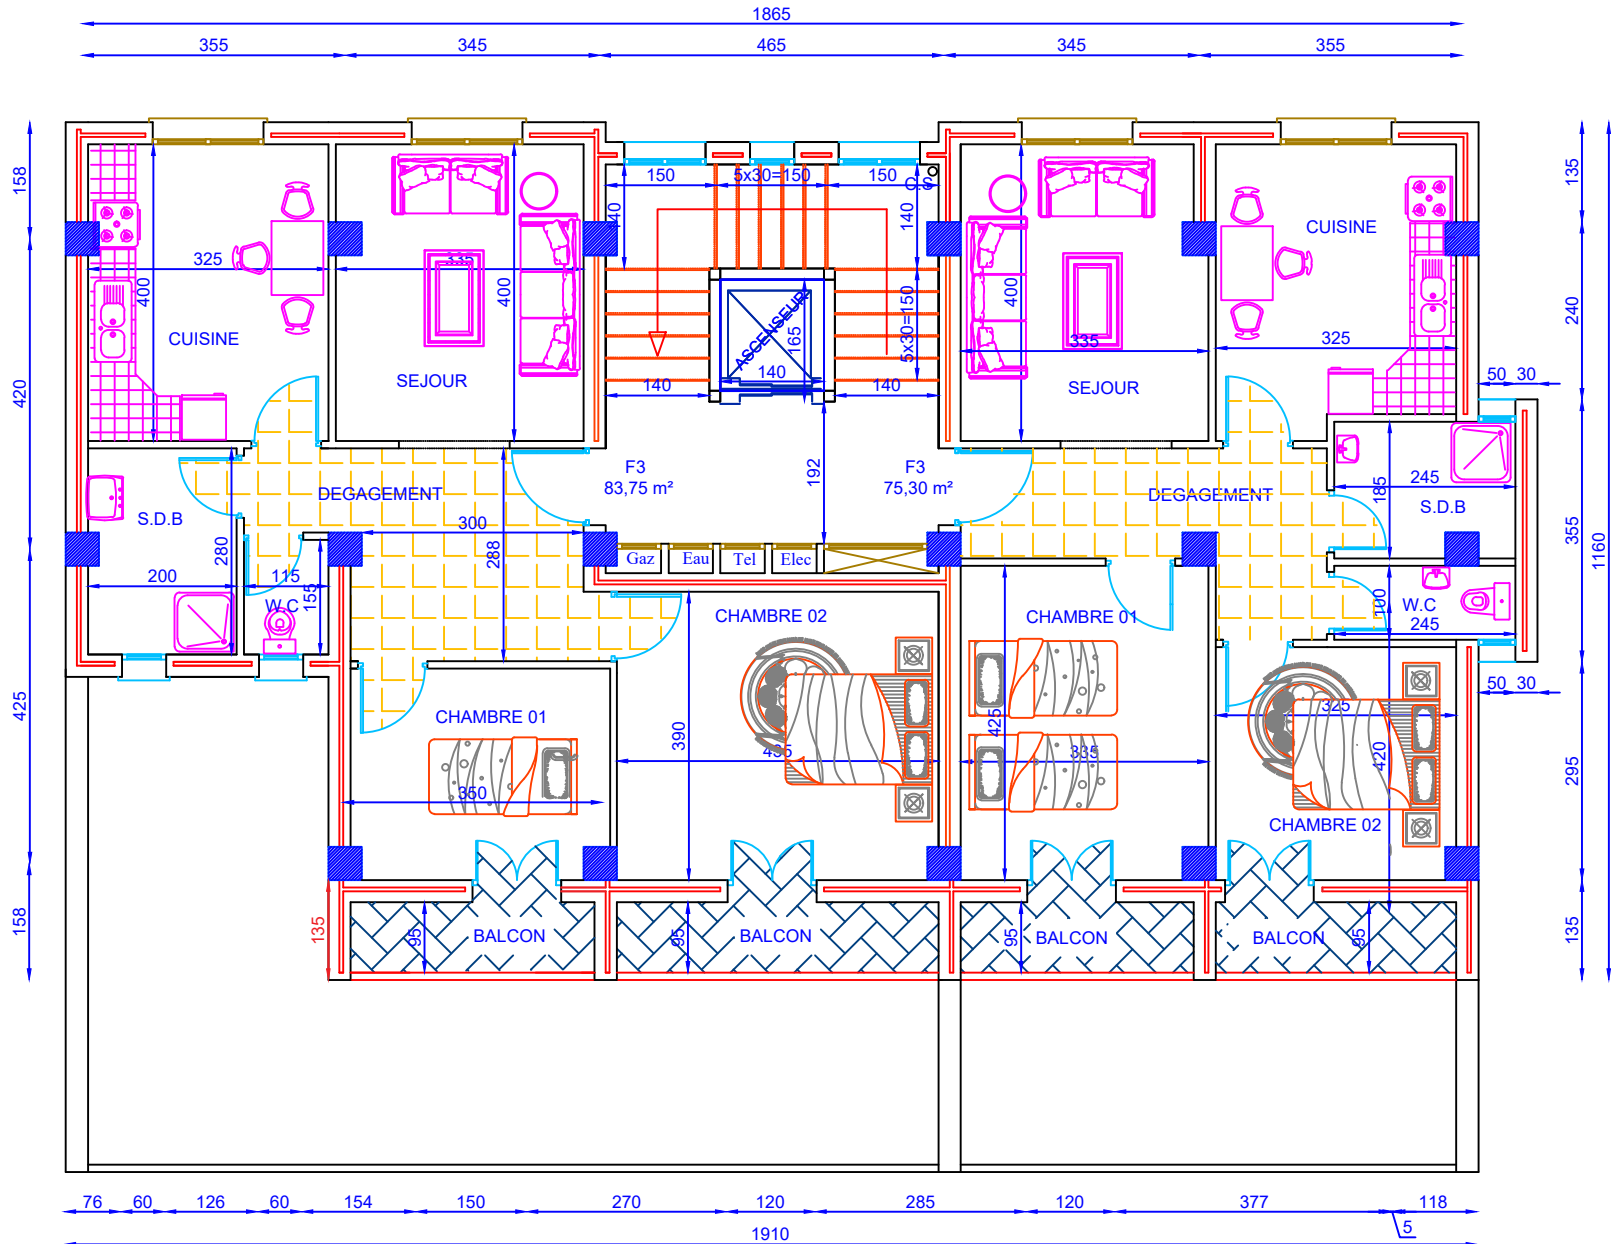 1865
355 345 465 345 355
158
420
425
158
135
240
355
295
135
1160
150 5x30=150 150
140
140
C.S
CUISINE
325
400
335
400
SEJOUR
CUISINE
325
400
335
SEJOUR
5x30=150
ASCENSEUR
165
140
140
140
50 30
F3
83,75 m²
F3
75,30 m²
192
DEGAGEMENT
DEGAGEMENT
S.D.B
280
200
115
155
W.C
300
288
Gaz Eau Tel Elec
245
185
S.D.B
100
W.C
245
50 30
CHAMBRE 02
CHAMBRE 01
CHAMBRE 01
350
390
435
425
335
325
420
CHAMBRE 02
135
95
BALCON
95
BALCON
95
BALCON
BALCON
95
76 60 126 60 154 150 270 120 285 120 377 118
5
1910